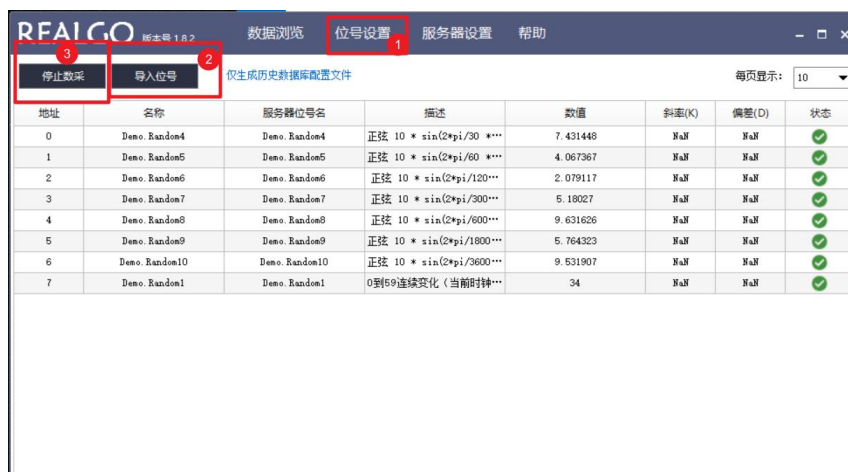 REALGO 版本号 1.8.2 数据浏览 位号设置 服务器设置 帮助
1
3
2
停止数采 导入位号 仅生成历史数据库配置文件 每页显示: 10
地址 名称 服务器位号名 描述 数值 斜率(K) 偏差(D) 状态
0 Demo.Random4 Demo.Random4 正弦 10 * sin(2*pi/30 *… 7.431448 NaN NaN
1 Demo.Random5 Demo.Random5 正弦 10 * sin(2*pi/60 *… 4.067367 NaN NaN
2 Demo.Random6 Demo.Random6 正弦 10 * sin(2*pi/120… 2.079117 NaN NaN
3 Demo.Random7 Demo.Random7 正弦 10 * sin(2*pi/300… 5.18027 NaN NaN
4 Demo.Random8 Demo.Random8 正弦 10 * sin(2*pi/600… 9.631626 NaN NaN
5 Demo.Random9 Demo.Random9 正弦 10 * sin(2*pi/1800… 5.764323 NaN NaN
6 Demo.Random10 Demo.Random10 正弦 10 * sin(2*pi/3600… 9.531907 NaN NaN
7 Demo.Random1 Demo.Random1 0到59连续变化（当前时钟… 34 NaN NaN